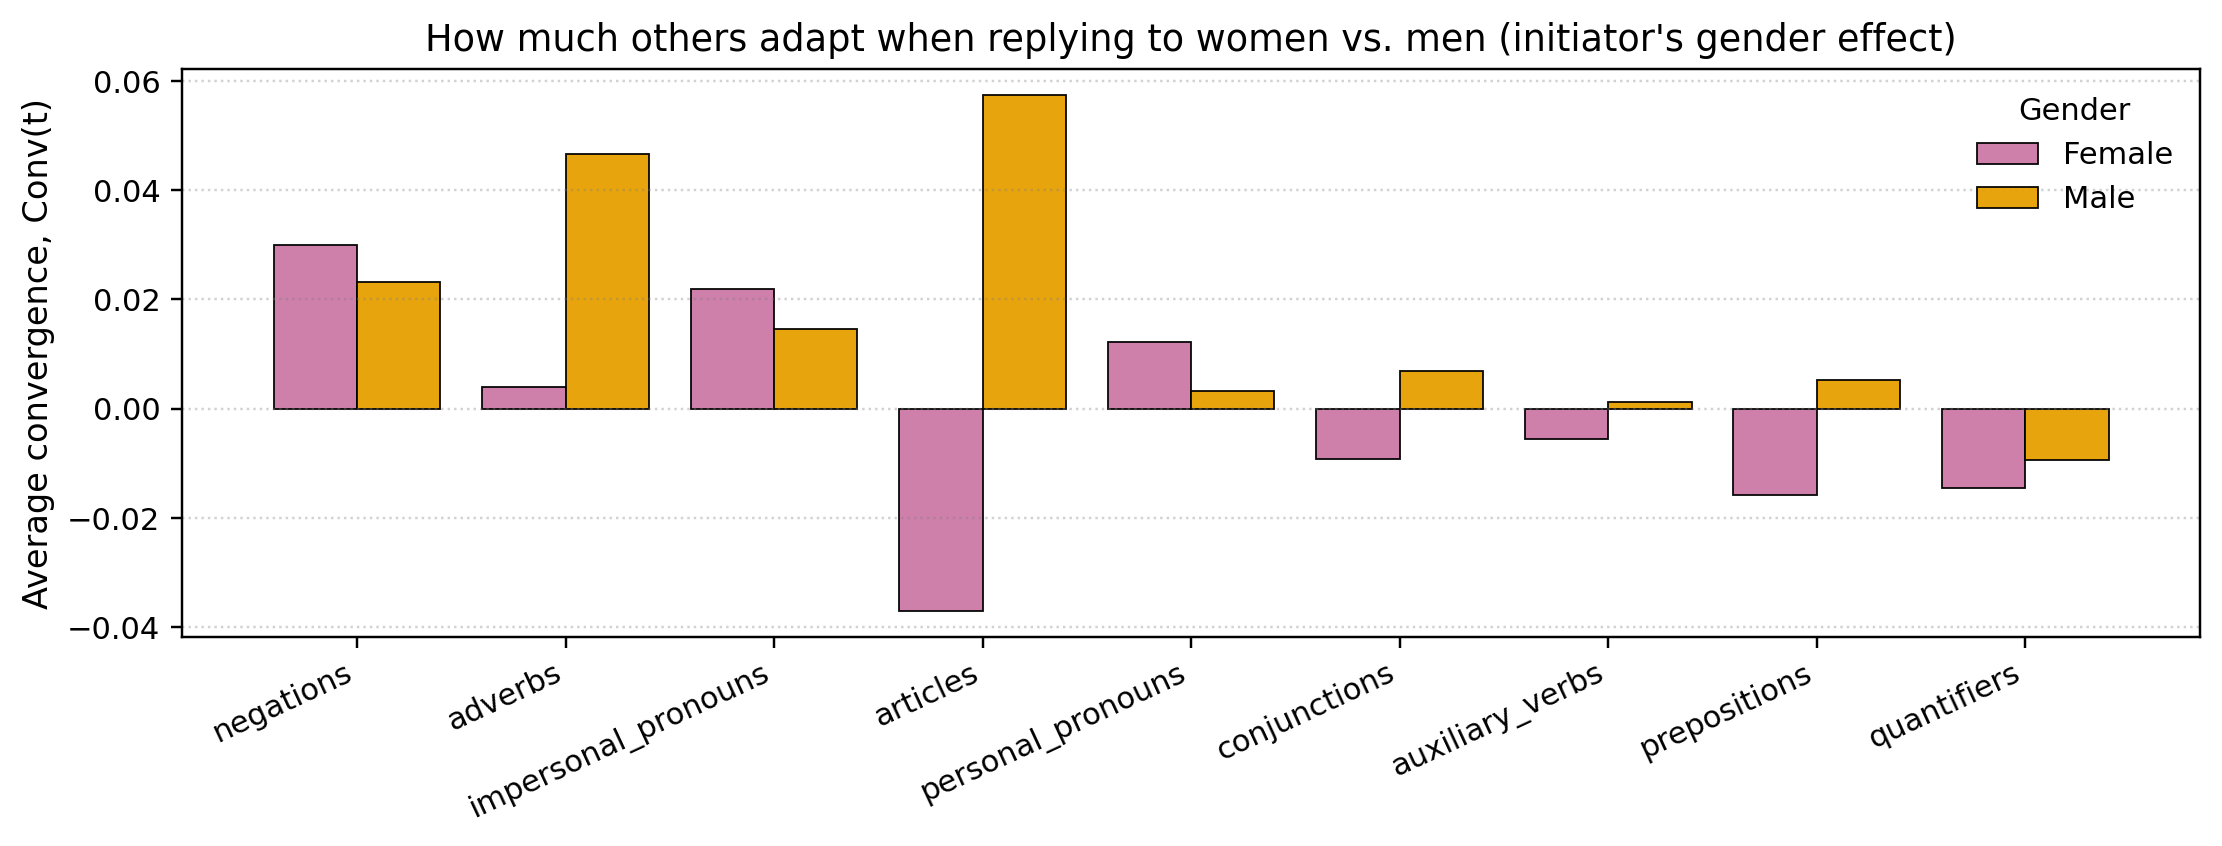 How much others adapt when replying to women vs. men (initiator's gender effect)
Average convergence, Conv(t)
0.06
0.04
0.02
0.00
−0.02
−0.04
Gender
Female
Male
negations
adverbs
impersonal_pronouns
articles
personal_pronouns
conjunctions
auxiliary_verbs
prepositions
quantifiers